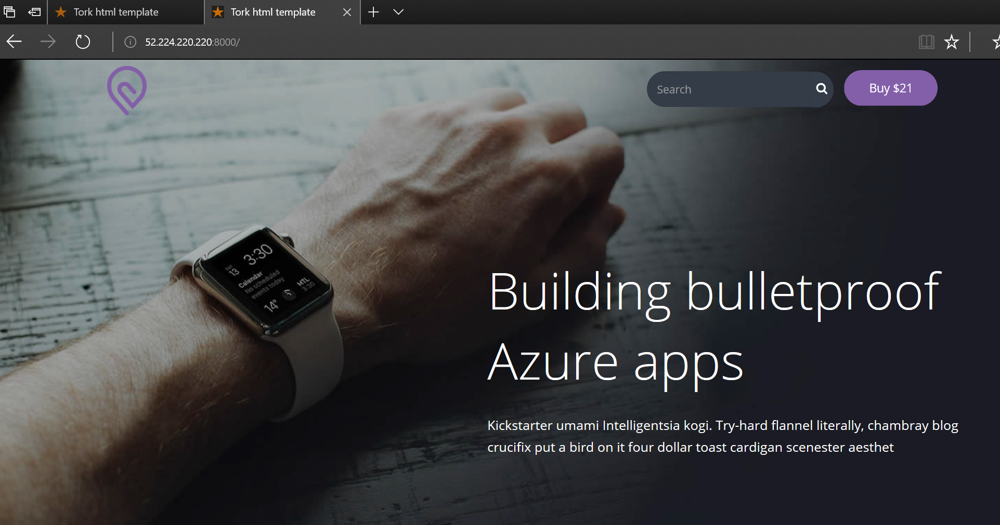 Tork html template
Tork html template
52.224.220.220:8000/
Search
Buy $21
3:30
SAT
13
Calendar
No scheduled
events today
MTL
3:30
14°
5
Building bulletproof
Azure apps
Kickstarter umami Intelligentsia kogi. Try-hard flannel literally, chambray blog
crucifix put a bird on it four dollar toast cardigan scenester aesthet